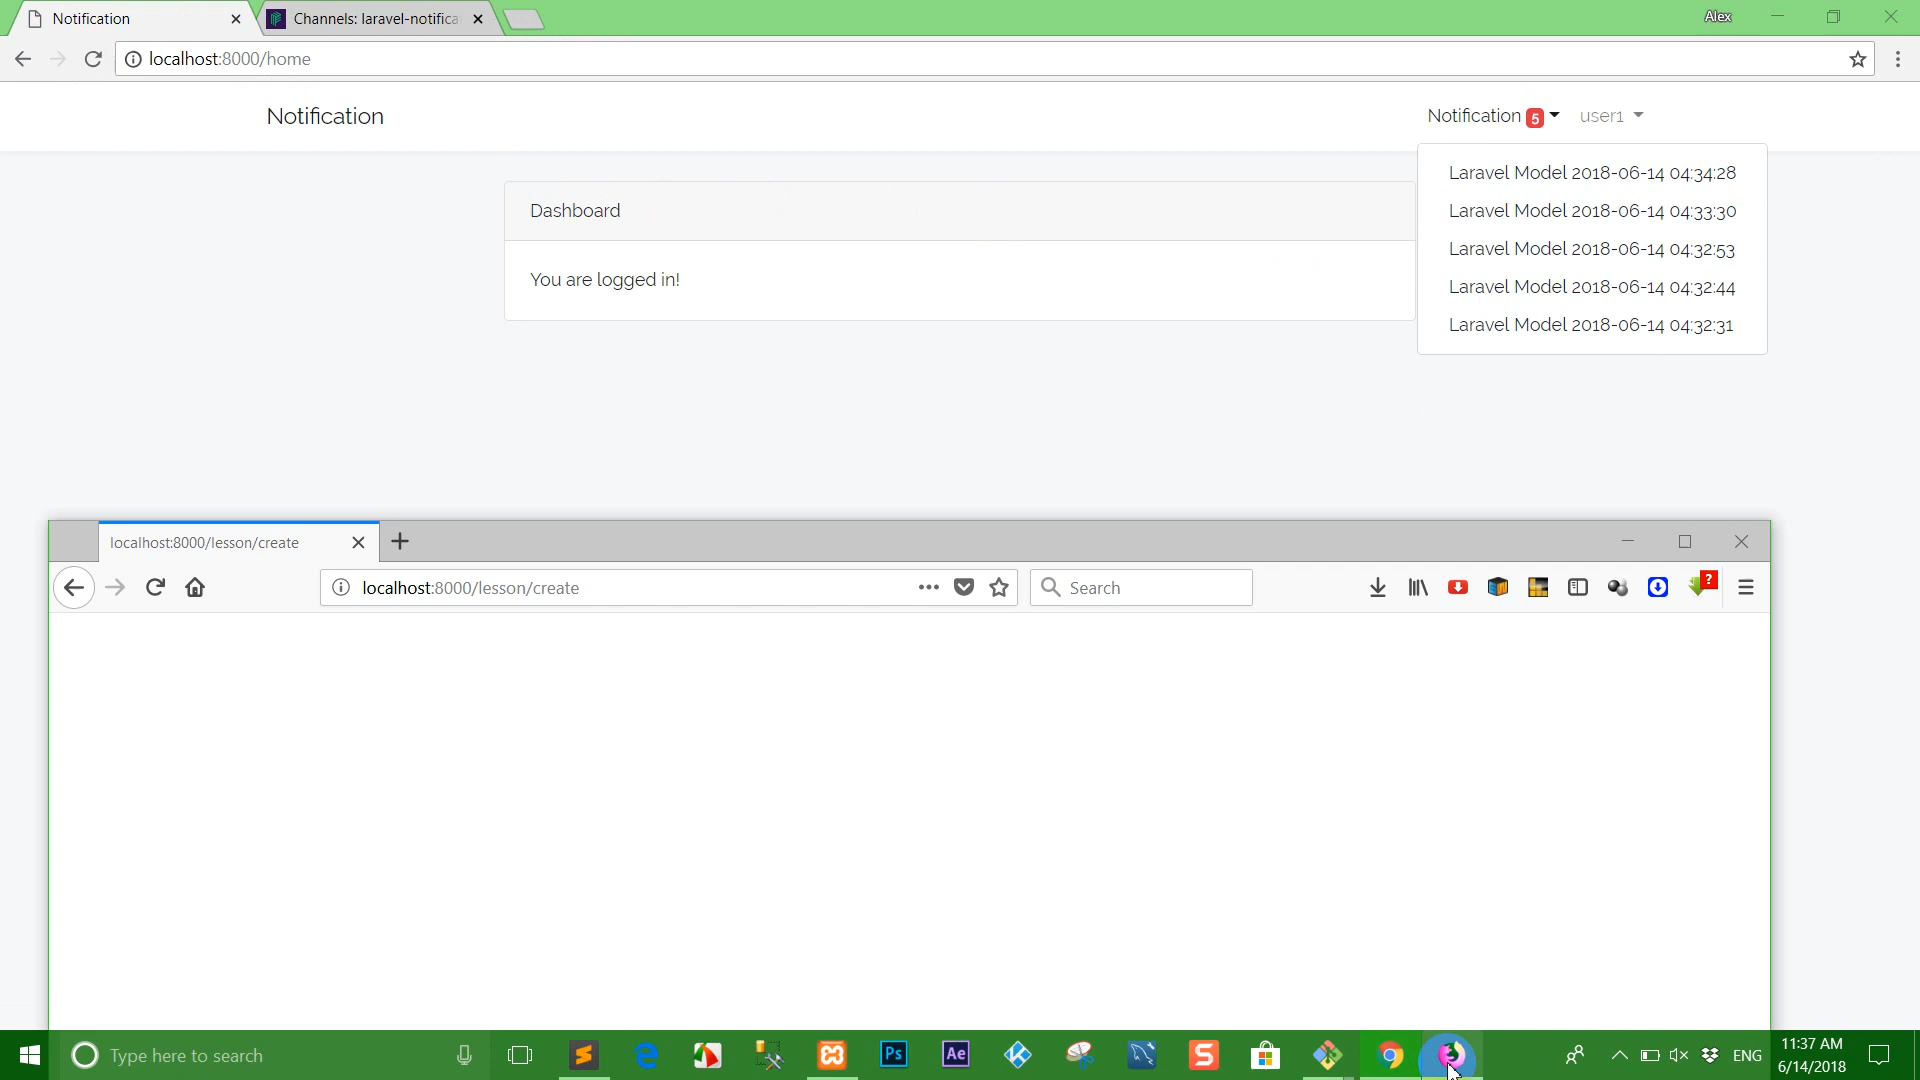 Notification
Channels: laravel-notifica
Alex
localhost:8000/home
Notification
Notification 5
user1
Laravel Model 2018-06-14 04:34:28
Laravel Model 2018-06-14 04:33:30
Laravel Model 2018-06-14 04:32:53
Laravel Model 2018-06-14 04:32:44
Laravel Model 2018-06-14 04:32:31
Dashboard
You are logged in!
localhost:8000/lesson/create
localhost:8000/lesson/create
Search
?
Type here to search
Ps
Ae
S
ENG
11:37 AM
6/14/2018